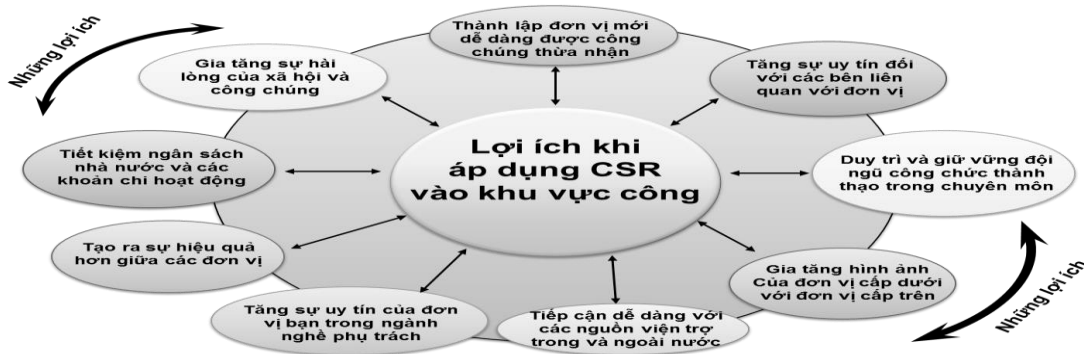 Những lợi ích
Thành lập đơn vị mới
dễ dàng được công
chúng thừa nhận
Gia tăng sự hài
lòng của xã hội và
công chúng
Tăng sự uy tín đối
với các bên liên
quan với đơn vị
Lợi ích khi
áp dụng CSR
vào khu vực công
Tiết kiệm ngân sách
nhà nước và các
khoản chi hoạt động
Duy trì và giữ vững đội
ngũ công chức thành
thạo trong chuyên môn
Tạo ra sự hiệu quả
hơn giữa các đơn vị
Gia tăng hình ảnh
Của đơn vị cấp dưới
với đơn vị cấp trên
Tăng sự uy tín của đơn
vị bạn trong ngành
nghề phụ trách
Tiếp cận dễ dàng với
các nguồn viện trợ
trong và ngoài nước
Những lợi ích